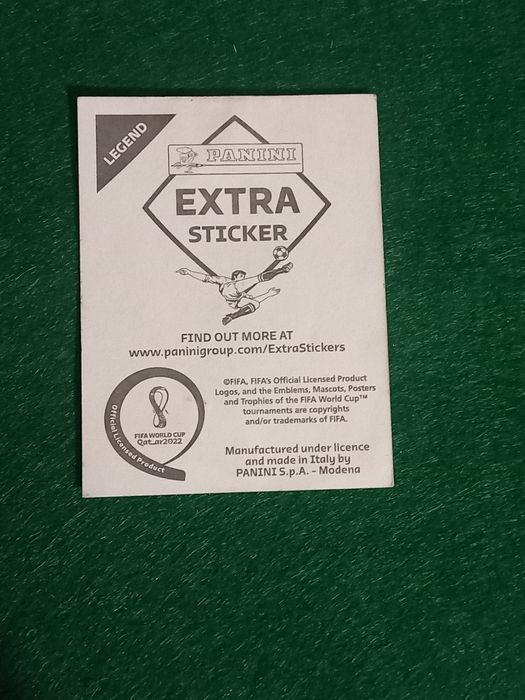 LEGEND
PANINI
EXTRA
STICKER
FIND OUT MORE AT
www.paninigroup.com/ExtraStickers
©FIFA, FIFA's Official Licensed Product
Logos, and the Emblems, Mascots, Posters
and Trophies of the FIFA World Cup™
tournaments are copyrights
and/or trademarks of FIFA.
FIFA WORLD CUP
Qatar2022
Official Licensed Product
Manufactured under licence
and made in Italy by
PANINI S.p.A. - Modena